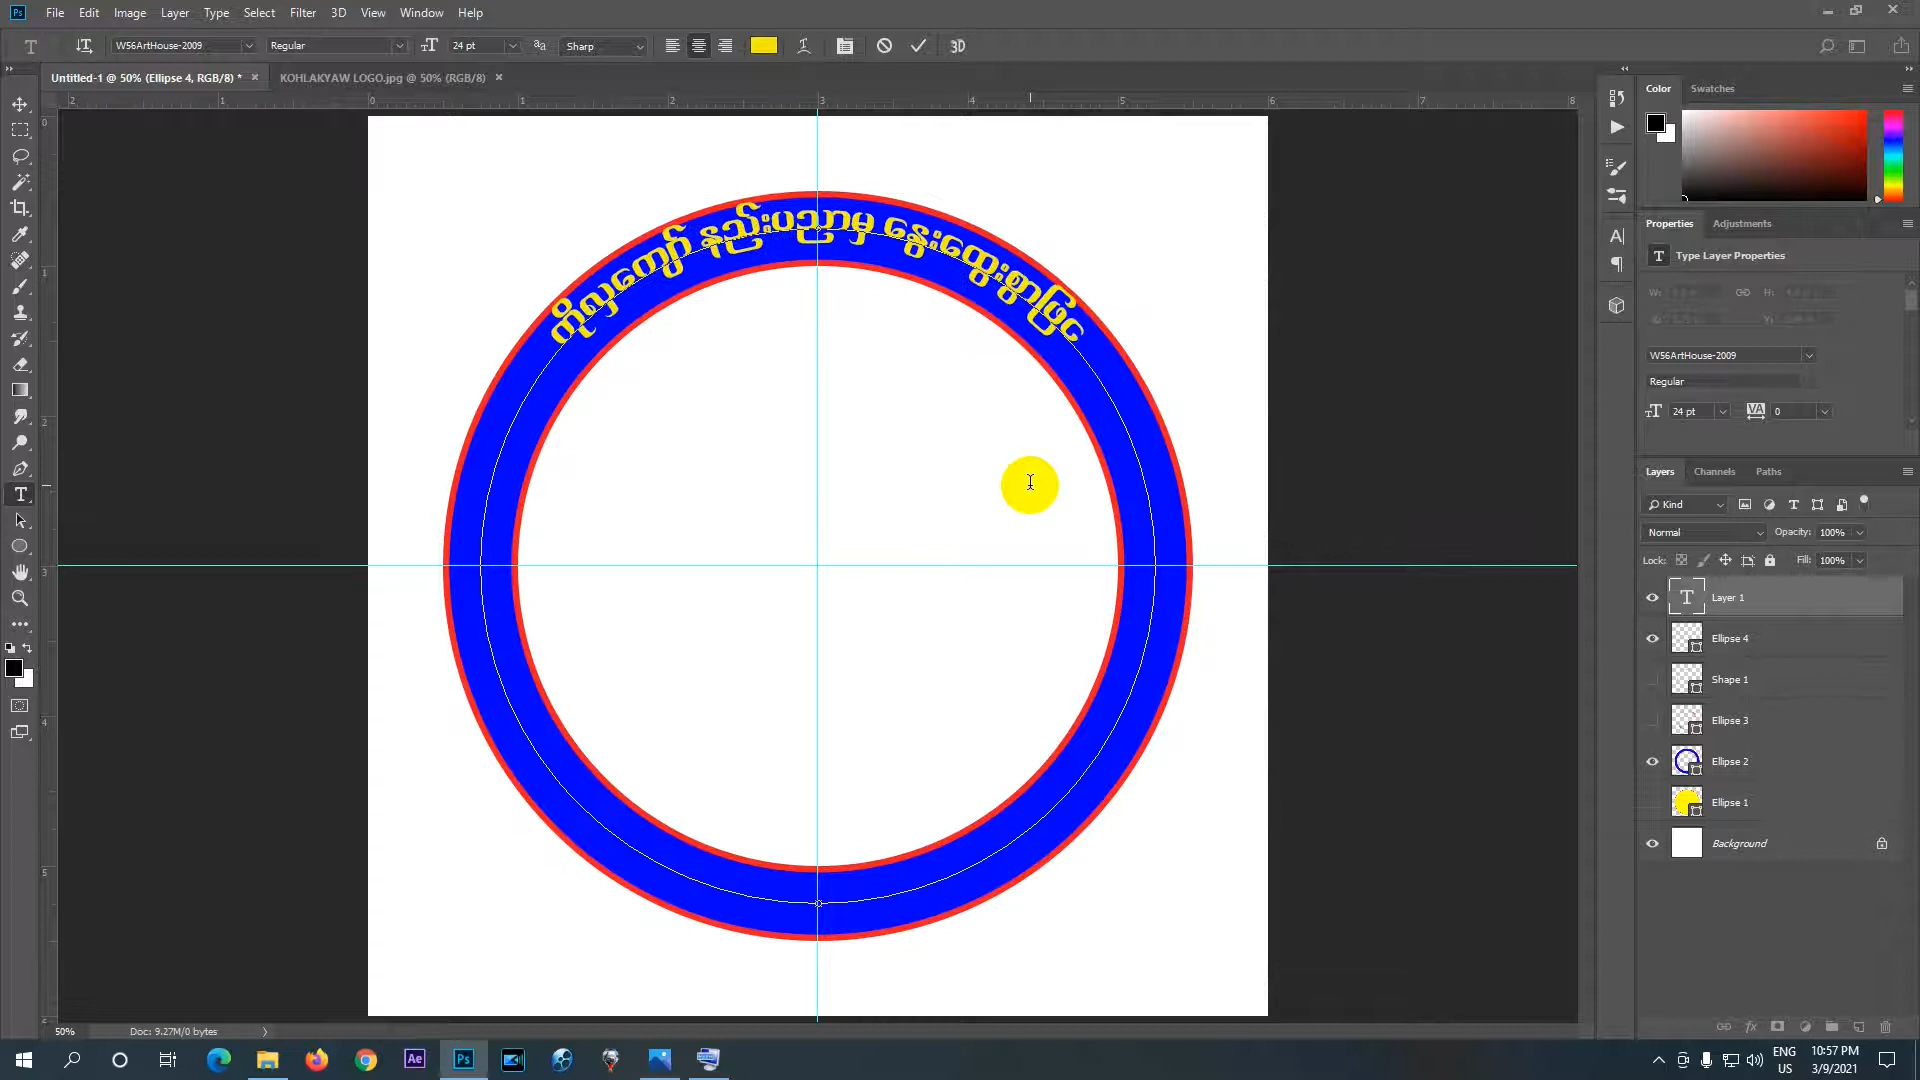 File Edit Image Layer Type Select Filter 3D View Window Help
W56ArtHouse-2009 Regular 24 pt Sharp 3D
Untitled-1 @ 50% (Ellipse 4, RGB/8) * KOHLAKYAW LOGO.jpg @ 50% (RGB/8)
ကိုလှကျော် နည်းပညာမှ နွေးထွေးစွာဖြင့
Color Swatches
Properties Adjustments
Type Layer Properties
W: H:
X: Y:
W56ArtHouse-2009
Regular
24 pt 0
Layers Channels Paths
Kind
Normal Opacity: 100%
Lock: Fill: 100%
Layer 1
Ellipse 4
Shape 1
Ellipse 3
Ellipse 2
Ellipse 1
Background
50% Doc: 9.27M/0 bytes
ENG 10:57 PM
US 3/9/2021